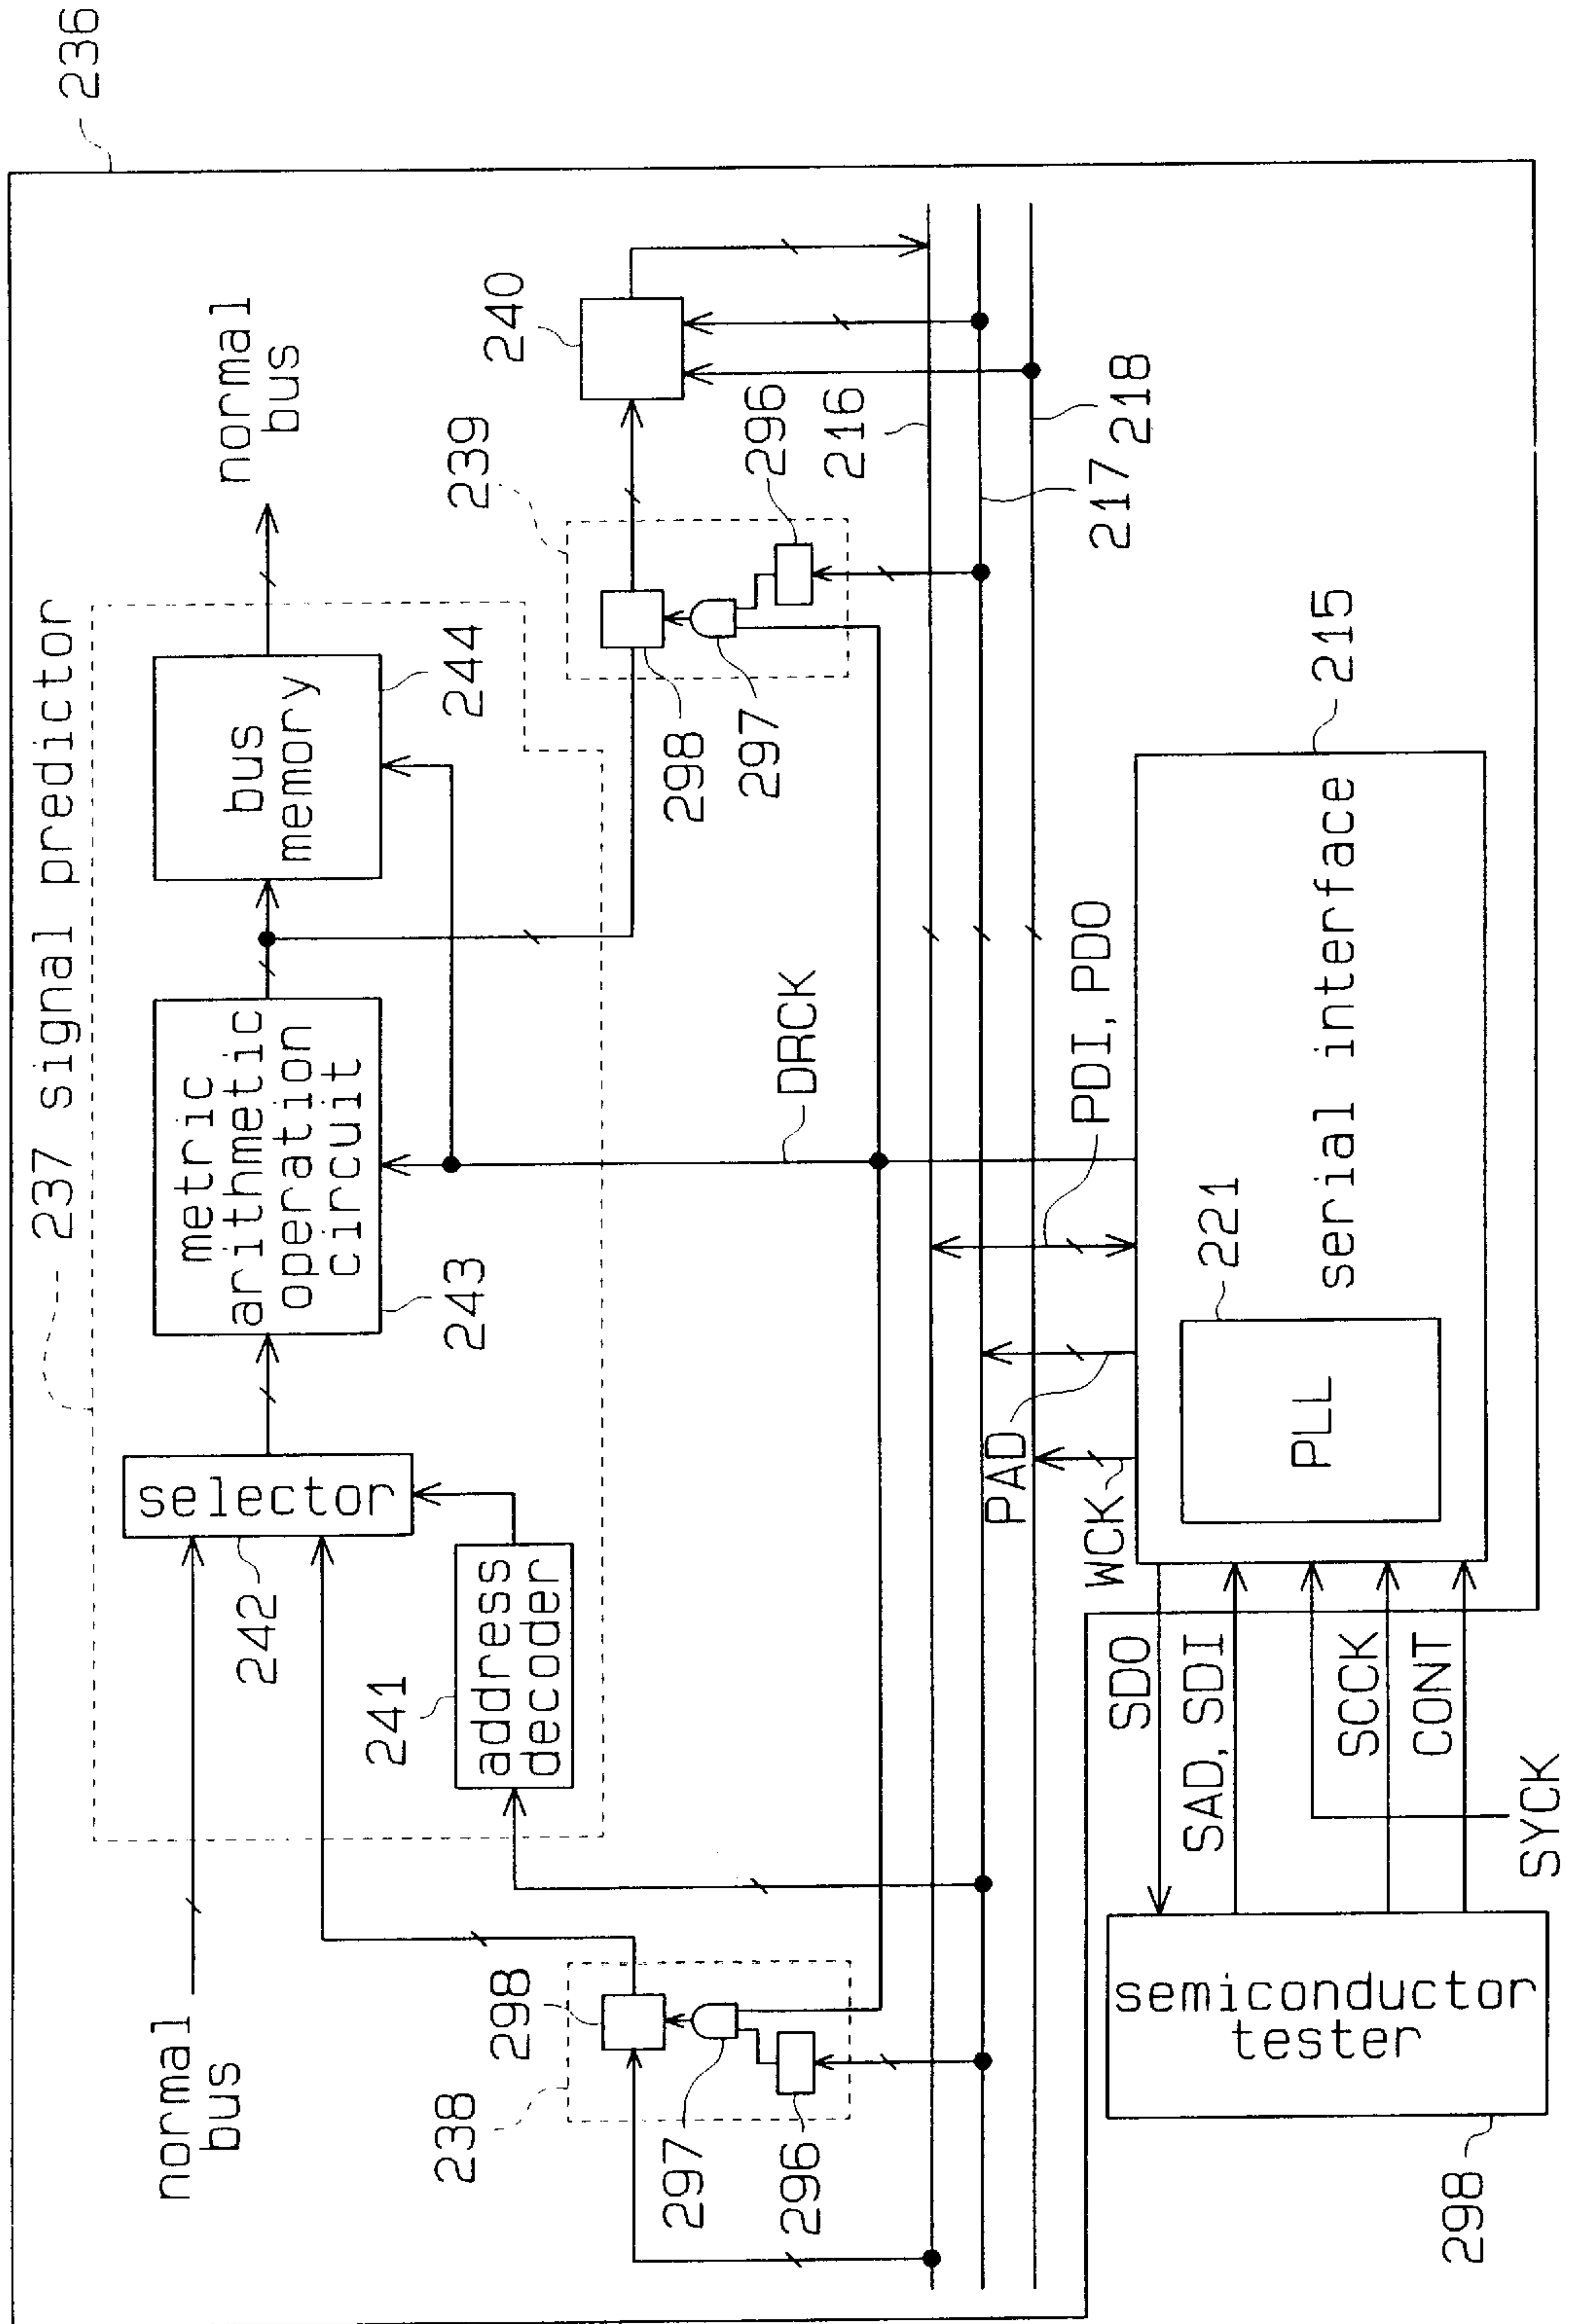 236
237 signal predictor
normal
bus
selector
242
metric
arithmetic
operation
circuit
243
bus
memory
244
normal
bus
241
address
decoder
238
298
297
296
239
298
297
296
240
216
217
218
DRCK
PDI, PDO
PAD
WCK
221
PLL
serial interface
215
SDO
SAD, SDI
SCCK
CONT
SYCK
semiconductor
tester
298